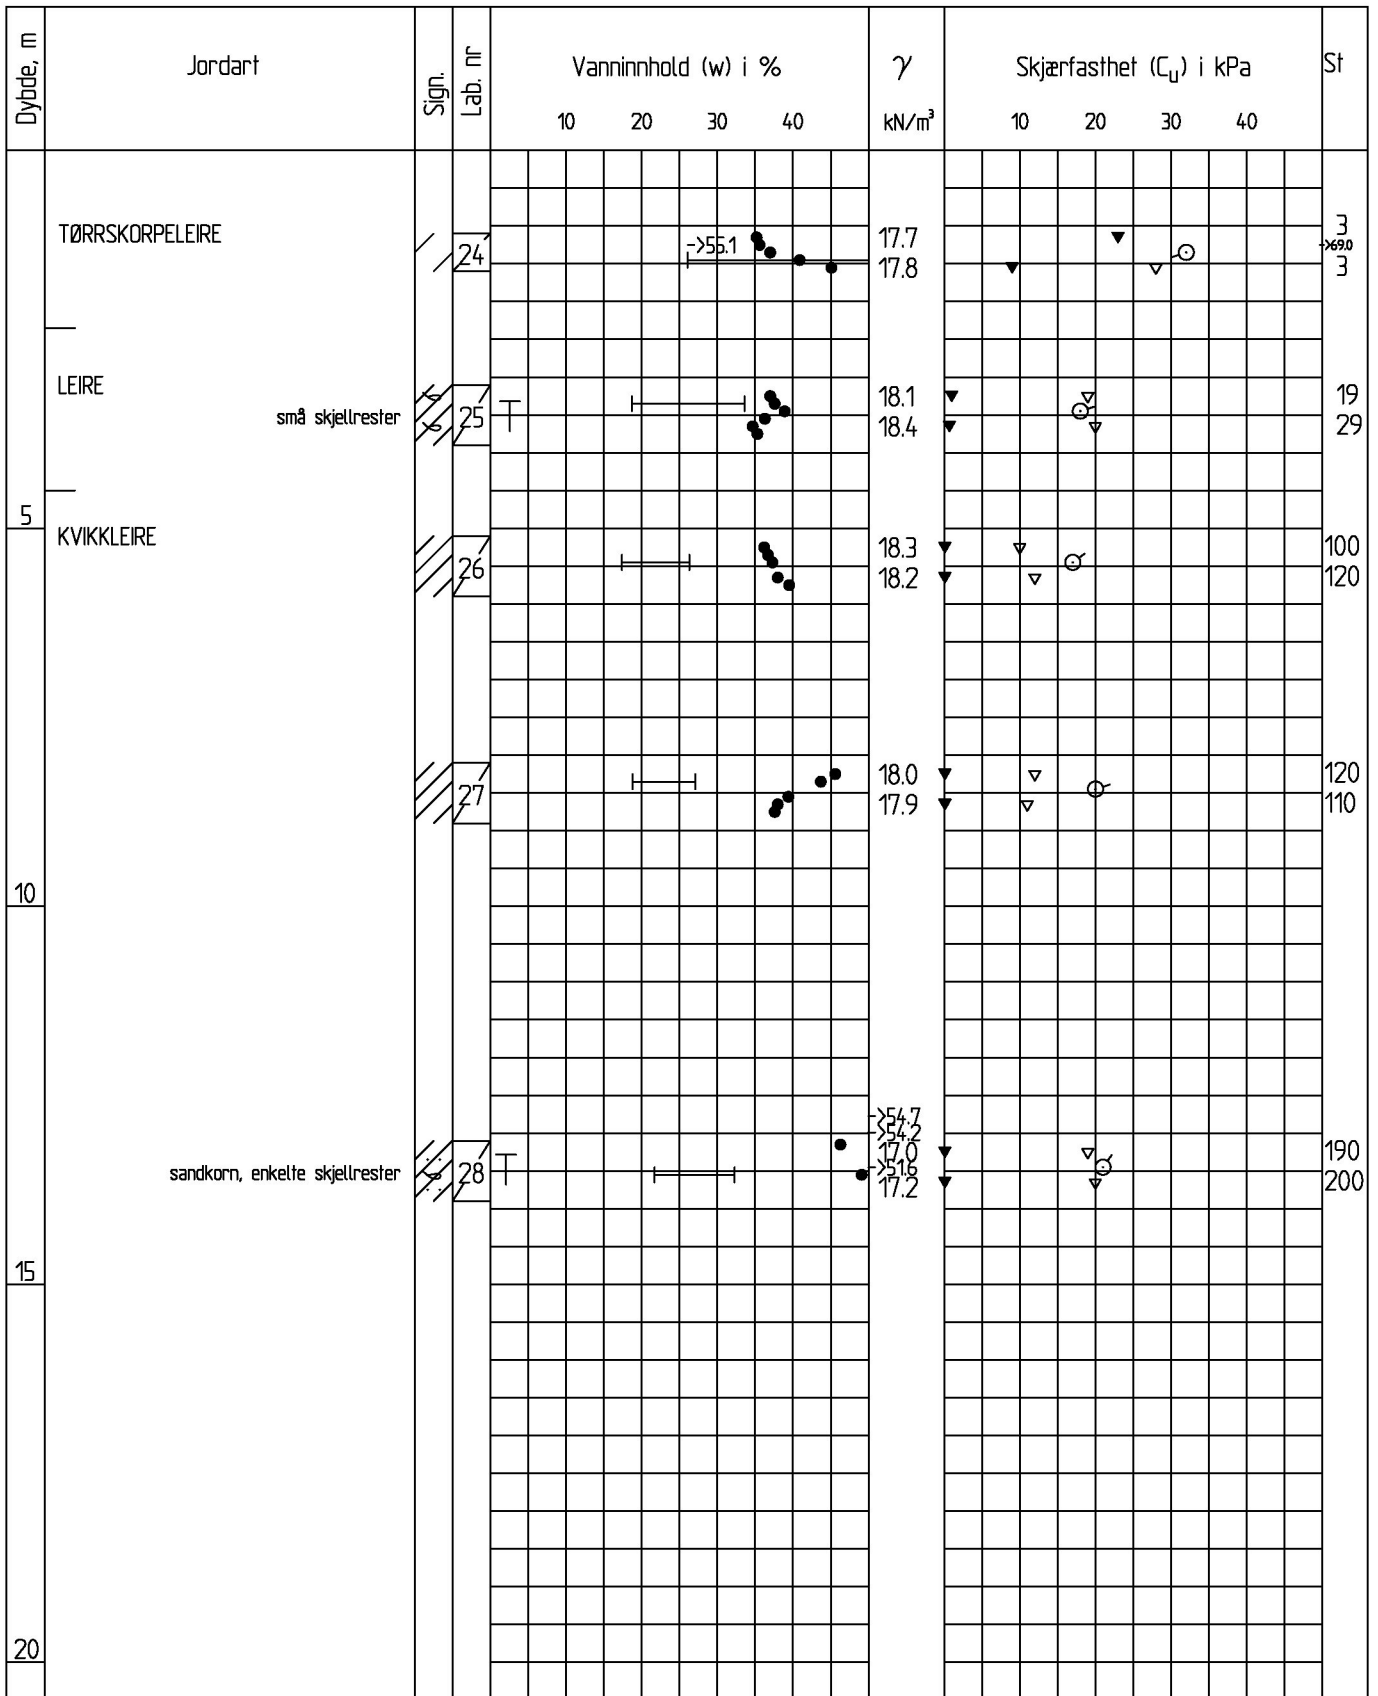 Dybde, m
Jordart
Sign.
Lab. nr
Vanninnhold (w) i %
γ
Skjærfasthet (Cu) i kPa
St
10 20 30 40
kN/m³
10 20 30 40
TØRRSKORPELEIRE
24
->55.1
17.7
17.8
3
->69.0
3
LEIRE
små skjellrester
25
T
18.1
18.4
19
29
5
KVIKKLEIRE
26
18.3
18.2
100
120
27
18.0
17.9
120
110
10
->54.7
->54.2
sandkorn, enkelte skjellrester
28
T
17.0
->51.6
17.2
190
200
15
20